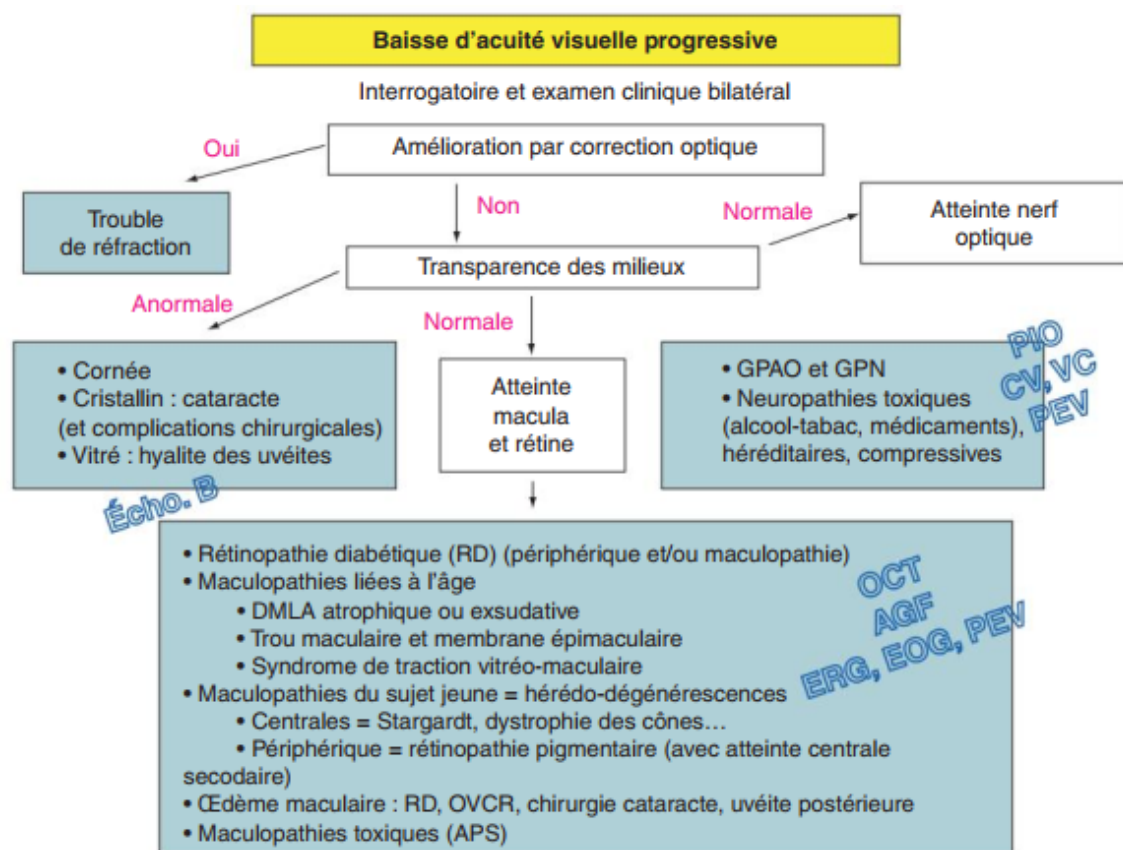 Baisse d'acuité visuelle progressive
Interrogatoire et examen clinique bilatéral
Amélioration par correction optique
Oui
Non
Trouble
de réfraction
Normale
Atteinte nerf
optique
Transparence des milieux
Anormale
Normale
• Cornée
• Cristallin : cataracte
(et complications chirurgicales)
• Vitré : hyalite des uvéites
Écho. B
Atteinte
macula
et rétine
• GPAO et GPN
• Neuropathies toxiques
(alcool-tabac, médicaments),
héréditaires, compressives
PIO
CV, VC
PEV
• Rétinopathie diabétique (RD) (périphérique et/ou maculopathie)
• Maculopathies liées à l'âge
• DMLA atrophique ou exsudative
• Trou maculaire et membrane épimaculaire
• Syndrome de traction vitréo-maculaire
• Maculopathies du sujet jeune = hérédo-dégénérescences
• Centrales = Stargardt, dystrophie des cônes…
• Périphérique = rétinopathie pigmentaire (avec atteinte centrale
secodaire)
• Œdème maculaire : RD, OVCR, chirurgie cataracte, uvéite postérieure
• Maculopathies toxiques (APS)
OCT
AGF
ERG, EOG, PEV